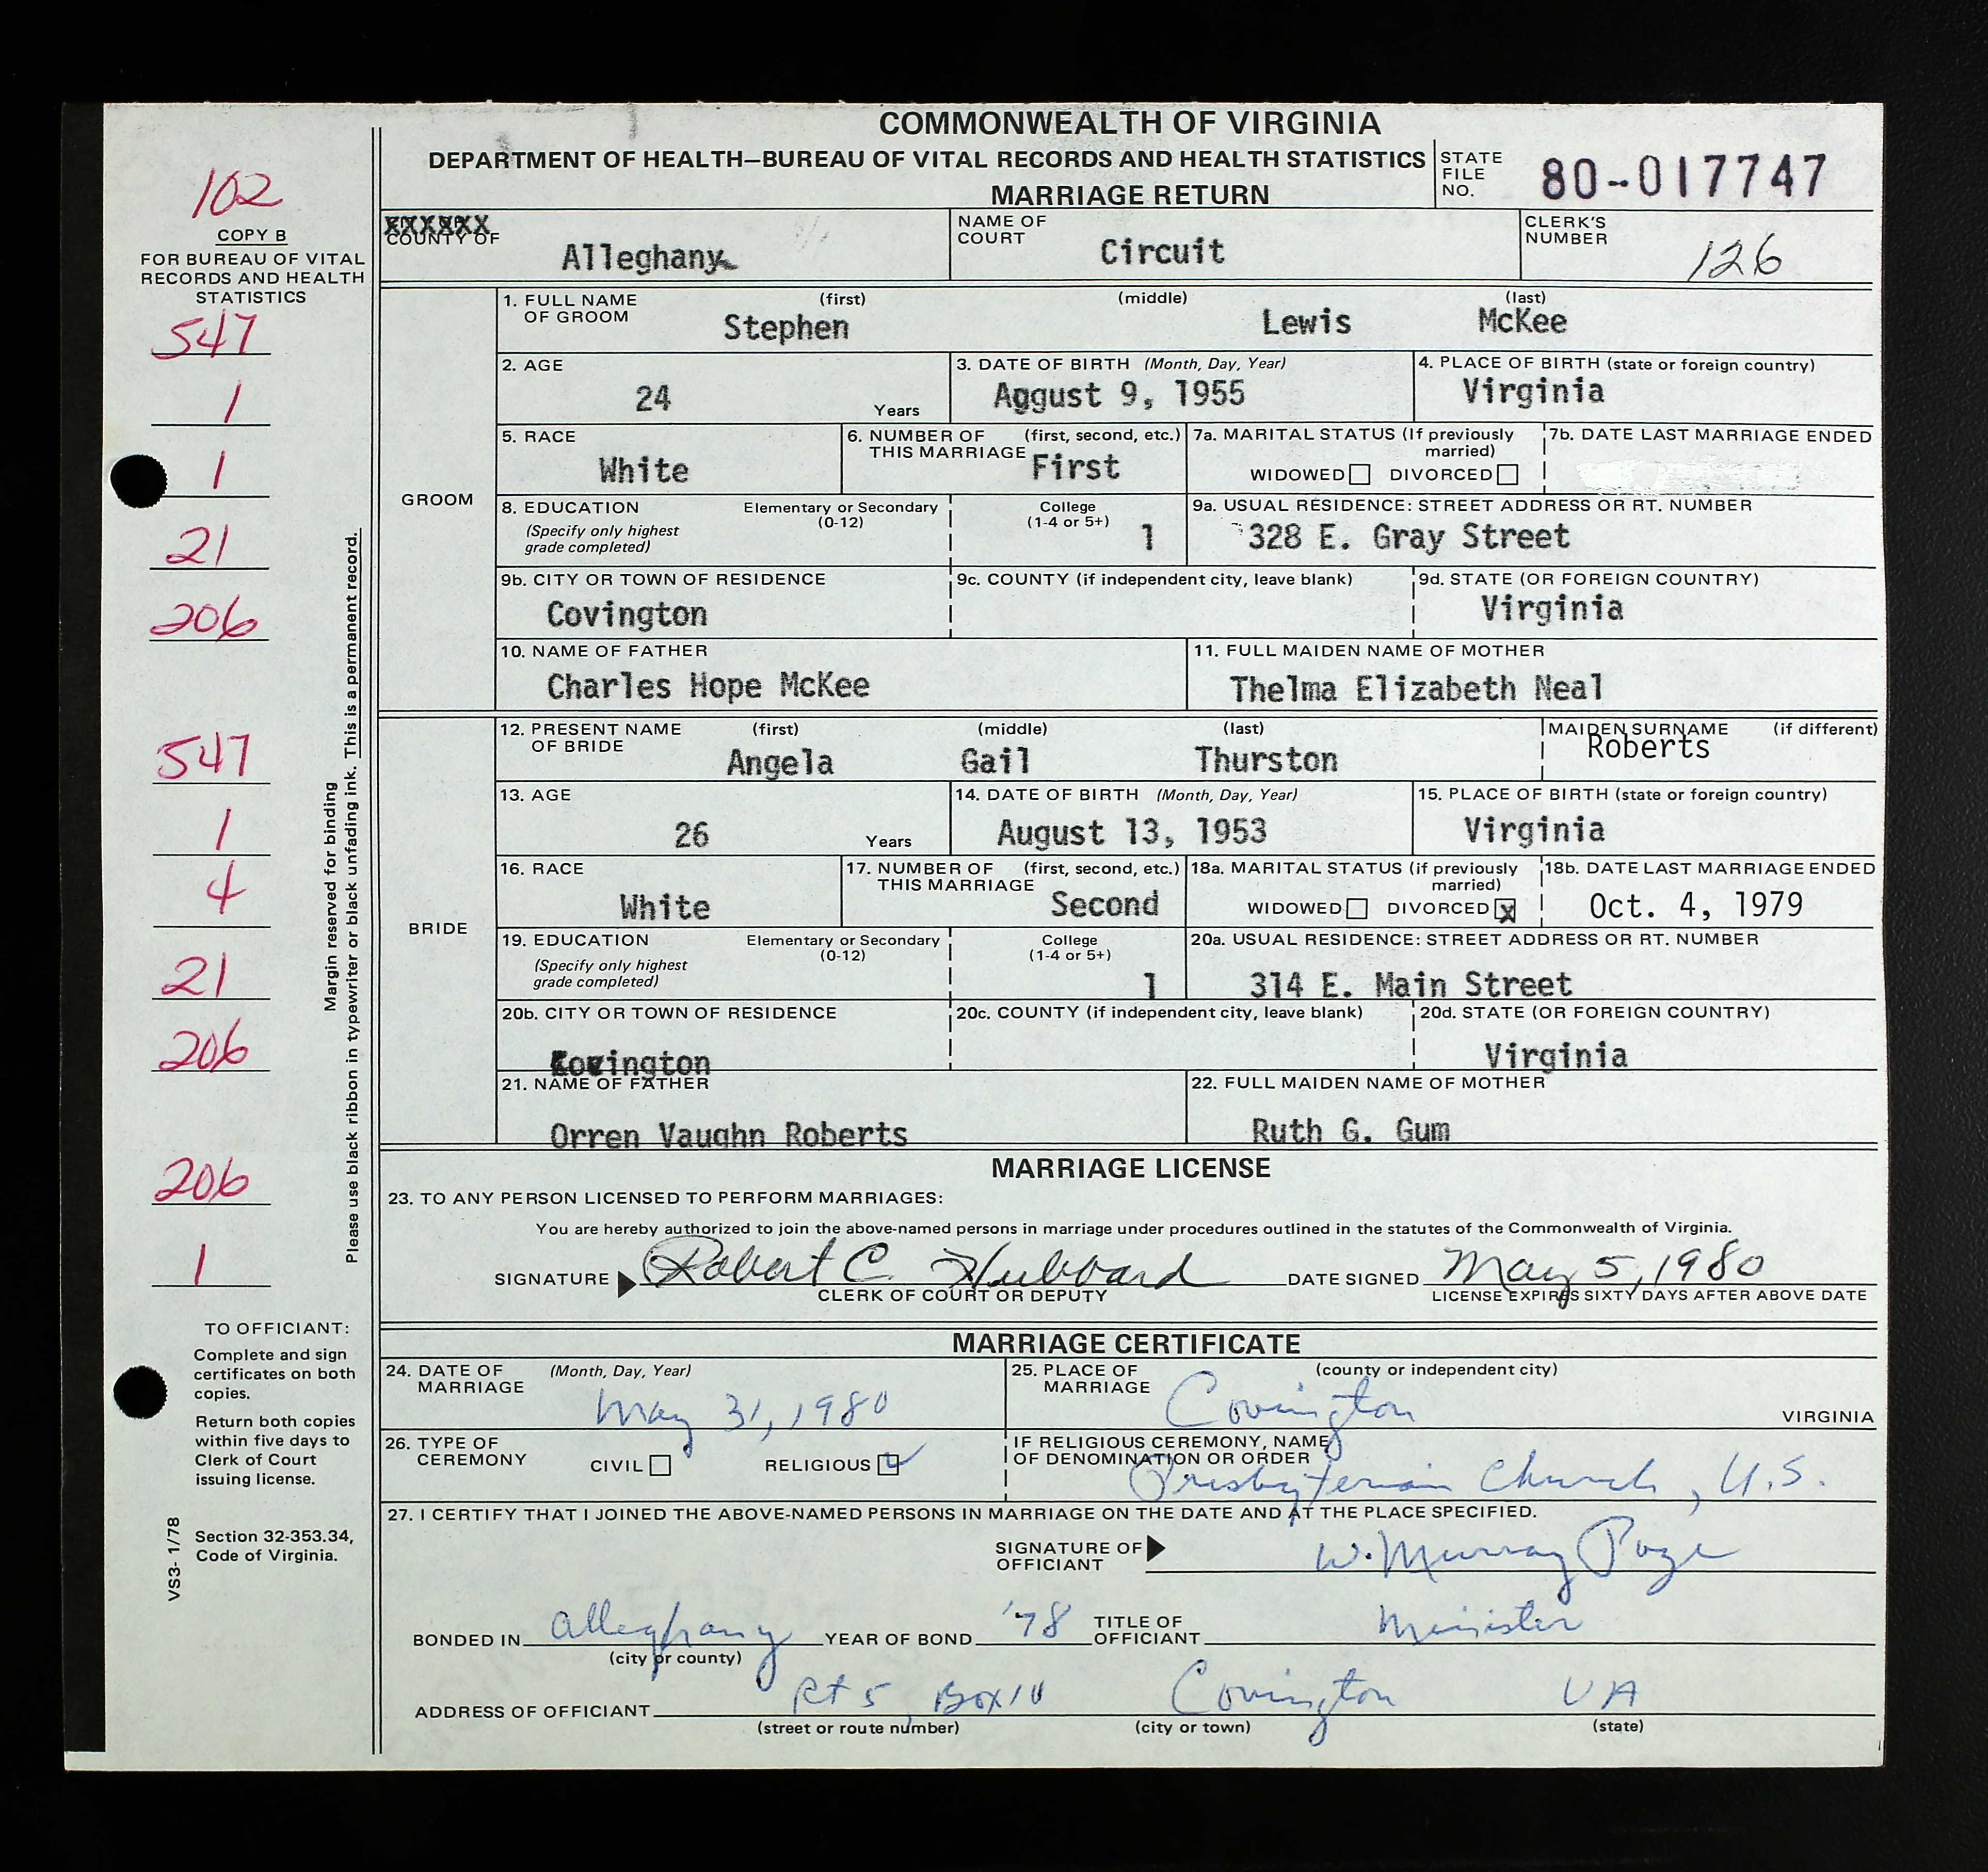 COMMONWEALTH OF VIRGINIA
DEPARTMENT OF HEALTH—BUREAU OF VITAL RECORDS AND HEALTH STATISTICS
MARRIAGE RETURN
STATE FILE NO. 80-017747
102
COPY B
FOR BUREAU OF VITAL
RECORDS AND HEALTH
STATISTICS
547
1
1
21
206
547
1
4
21
206
206
1
Margin reserved for binding
Please use black ribbon in typewriter or black unfading ink. This is a permanent record.
TO OFFICIANT:
Complete and sign
certificates on both
copies.
Return both copies
within five days to
Clerk of Court
issuing license.
Section 32-353.34,
Code of Virginia.
VS3- 1/78
XXXXXX
COUNTY OF Alleghany
NAME OF COURT Circuit
CLERK'S NUMBER 126
GROOM
1. FULL NAME OF GROOM (first) (middle) (last)
Stephen Lewis McKee
2. AGE 24 Years
3. DATE OF BIRTH (Month, Day, Year) August 9, 1955
4. PLACE OF BIRTH (state or foreign country) Virginia
5. RACE White
6. NUMBER OF THIS MARRIAGE (first, second, etc.) First
7a. MARITAL STATUS (If previously married) WIDOWED DIVORCED
7b. DATE LAST MARRIAGE ENDED
8. EDUCATION (Specify only highest grade completed) Elementary or Secondary (0-12) College (1-4 or 5+) 1
9a. USUAL RESIDENCE: STREET ADDRESS OR RT. NUMBER 328 E. Gray Street
9b. CITY OR TOWN OF RESIDENCE Covington
9c. COUNTY (if independent city, leave blank)
9d. STATE (OR FOREIGN COUNTRY) Virginia
10. NAME OF FATHER Charles Hope McKee
11. FULL MAIDEN NAME OF MOTHER Thelma Elizabeth Neal
BRIDE
12. PRESENT NAME OF BRIDE (first) (middle) (last)
Angela Gail Thurston
MAIDEN SURNAME (if different) Roberts
13. AGE 26 Years
14. DATE OF BIRTH (Month, Day, Year) August 13, 1953
15. PLACE OF BIRTH (state or foreign country) Virginia
16. RACE White
17. NUMBER OF THIS MARRIAGE (first, second, etc.) Second
18a. MARITAL STATUS (if previously married) WIDOWED DIVORCED X
18b. DATE LAST MARRIAGE ENDED Oct. 4, 1979
19. EDUCATION (Specify only highest grade completed) Elementary or Secondary (0-12) College (1-4 or 5+) 1
20a. USUAL RESIDENCE: STREET ADDRESS OR RT. NUMBER 314 E. Main Street
20b. CITY OR TOWN OF RESIDENCE Covington
20c. COUNTY (if independent city, leave blank)
20d. STATE (OR FOREIGN COUNTRY) Virginia
21. NAME OF FATHER Orren Vaughn Roberts
22. FULL MAIDEN NAME OF MOTHER Ruth G. Gum
MARRIAGE LICENSE
23. TO ANY PERSON LICENSED TO PERFORM MARRIAGES:
You are hereby authorized to join the above-named persons in marriage under procedures outlined in the statutes of the Commonwealth of Virginia.
SIGNATURE Robert C. Hubbard DATE SIGNED May 5, 1980
CLERK OF COURT OR DEPUTY LICENSE EXPIRES SIXTY DAYS AFTER ABOVE DATE
MARRIAGE CERTIFICATE
24. DATE OF MARRIAGE (Month, Day, Year) May 31, 1980
25. PLACE OF MARRIAGE (county or independent city) Covington VIRGINIA
26. TYPE OF CEREMONY CIVIL RELIGIOUS ✓
IF RELIGIOUS CEREMONY, NAME OF DENOMINATION OR ORDER Presbyterian Church, U.S.
27. I CERTIFY THAT I JOINED THE ABOVE-NAMED PERSONS IN MARRIAGE ON THE DATE AND AT THE PLACE SPECIFIED.
SIGNATURE OF OFFICIANT W. Murray Page
BONDED IN Alleghany YEAR OF BOND '78 TITLE OF OFFICIANT Minister
(city or county)
ADDRESS OF OFFICIANT Rt 5, Box 10 Covington VA
(street or route number) (city or town) (state)